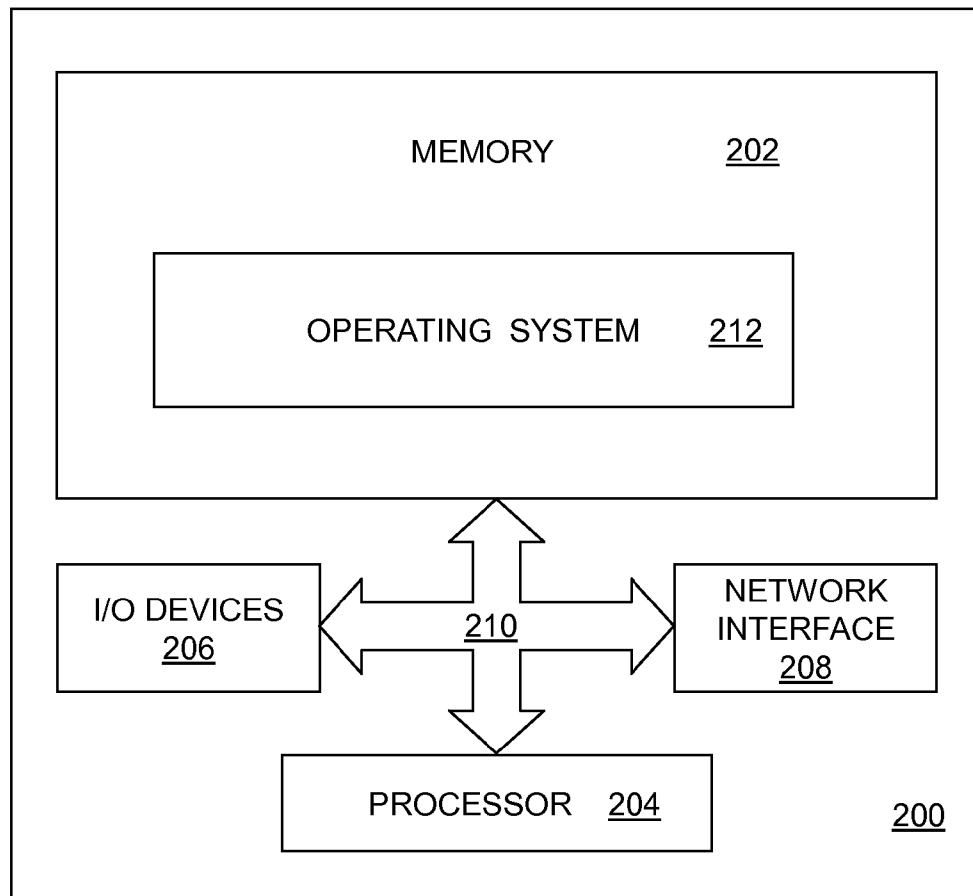 MEMORY 202
OPERATING SYSTEM 212
I/O DEVICES
206
210
NETWORK
INTERFACE
208
PROCESSOR 204
200